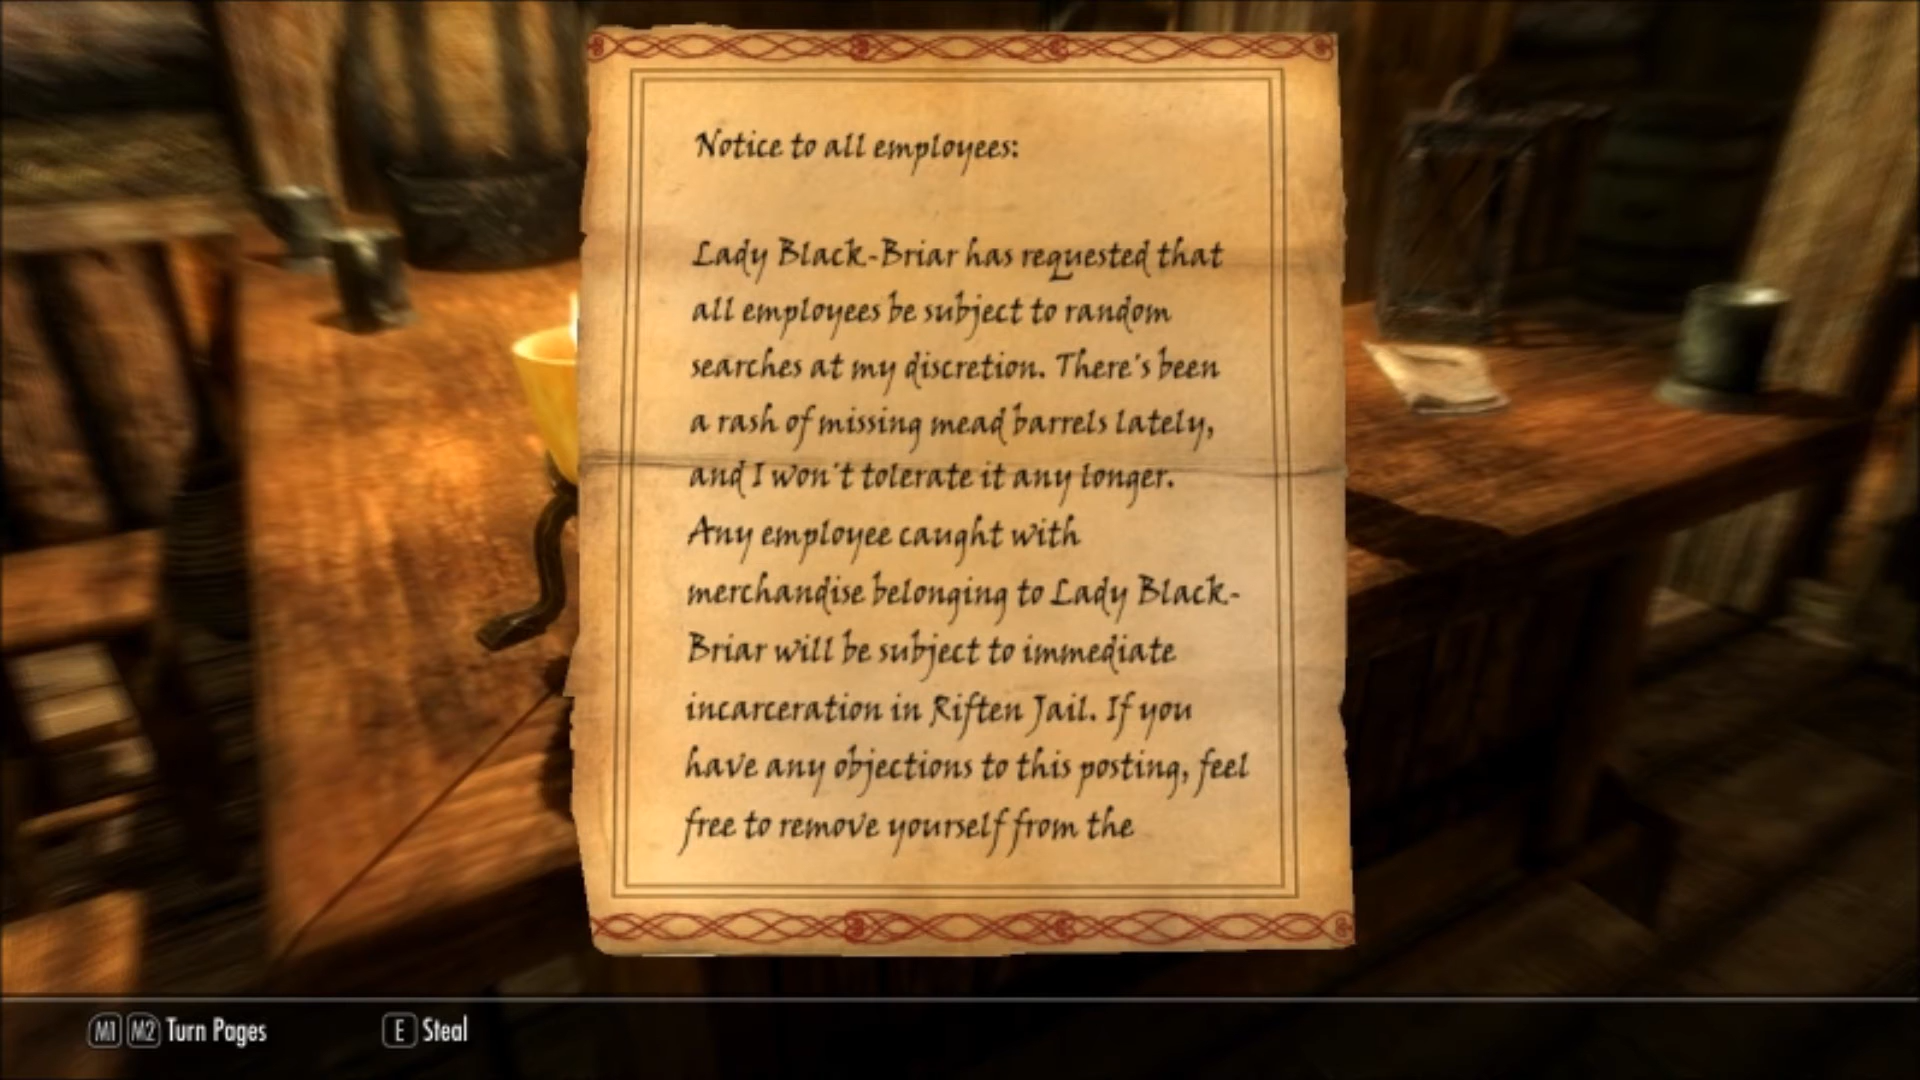 Notice to all employees:
Lady Black-Briar has requested that
all employees be subject to random
searches at my discretion. There's been
a rash of missing mead barrels lately,
and I won't tolerate it any longer.
Any employee caught with
merchandise belonging to Lady Black-
Briar will be subject to immediate
incarceration in Riften Jail. If you
have any objections to this posting, feel
free to remove yourself from the
M1 M2 Turn Pages
E Steal